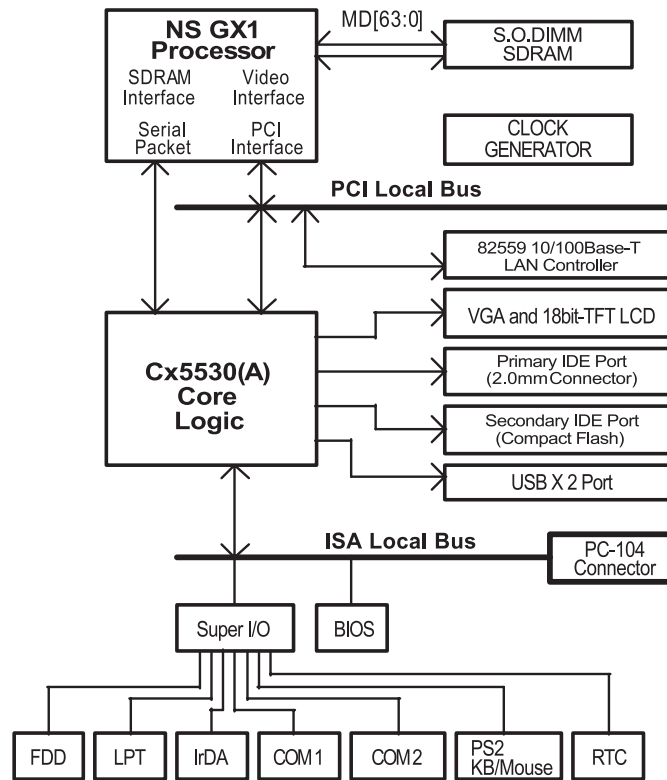 NS GX1
Processor
SDRAM
Interface
Video
Interface
Serial
Packet
PCI
Interface
MD[63:0]
S.O.DIMM
SDRAM
CLOCK
GENERATOR
PCI Local Bus
82559 10/100Base-T
LAN Controller
VGA and 18bit-TFT LCD
Cx5530(A)
Core
Logic
Primary IDE Port
(2.0mm Connector)
Secondary IDE Port
(Compact Flash)
USB X 2 Port
ISA Local Bus
PC-104
Connector
Super I/O
BIOS
FDD
LPT
IrDA
COM1
COM2
PS2
KB/Mouse
RTC